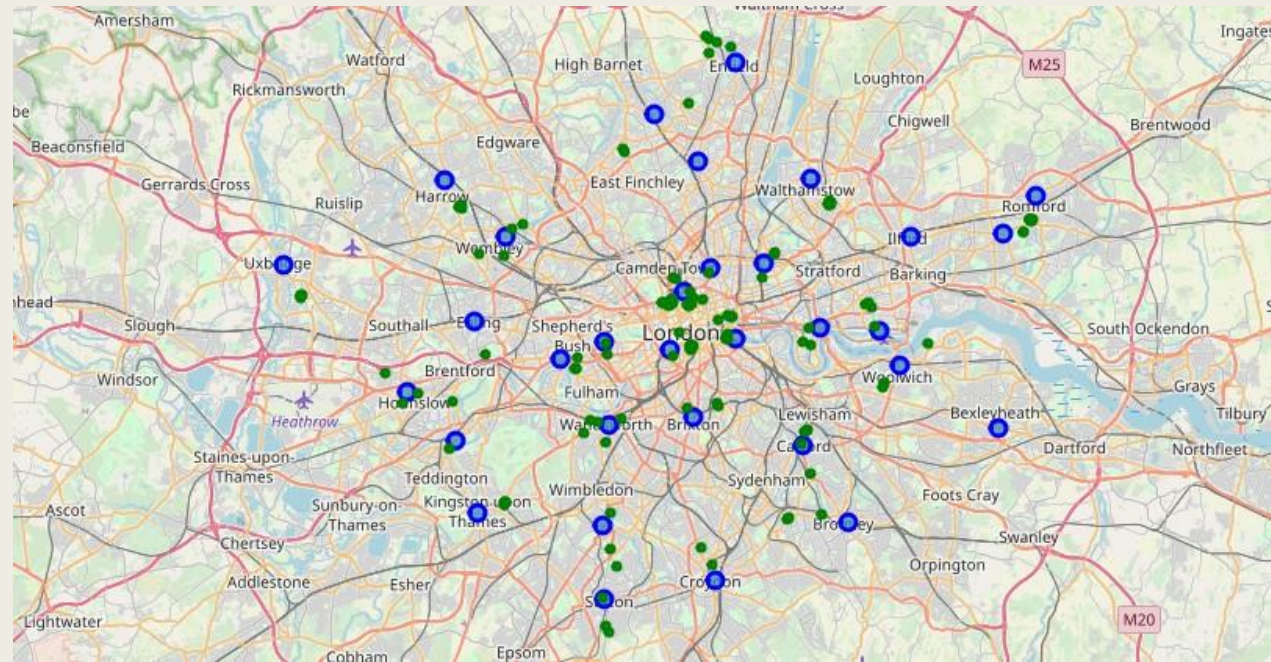 Amersham
Waltham Cross
Ingates
Watford
High Barnet
Enfield
M25
Loughton
Rickmansworth
be
Chigwell
Brentwood
Beaconsfield
Edgware
Gerrards Cross
East Finchley
Walthamstow
Harrow
Ruislip
Romford
Wembley
Ilford
Uxbridge
Camden Town
Stratford
Barking
nhead
Slough
Southall
Ealing
Shepherd's
Bush
London
South Ockendon
Windsor
Brentford
Woolwich
Grays
Fulham
Heathrow
Hounslow
Lewisham
Bexleyheath
Tilbury
Wandsworth
Brixton
Catford
Dartford
Northfleet
Staines-upon-
Thames
Teddington
Sydenham
Wimbledon
Foots Cray
Kingston upon
Thames
Ascot
Sunbury-on-
Thames
Bromley
Chertsey
Swanley
Addlestone
Esher
Croydon
Orpington
Sutton
Lightwater
M20
Epsom
Cobham